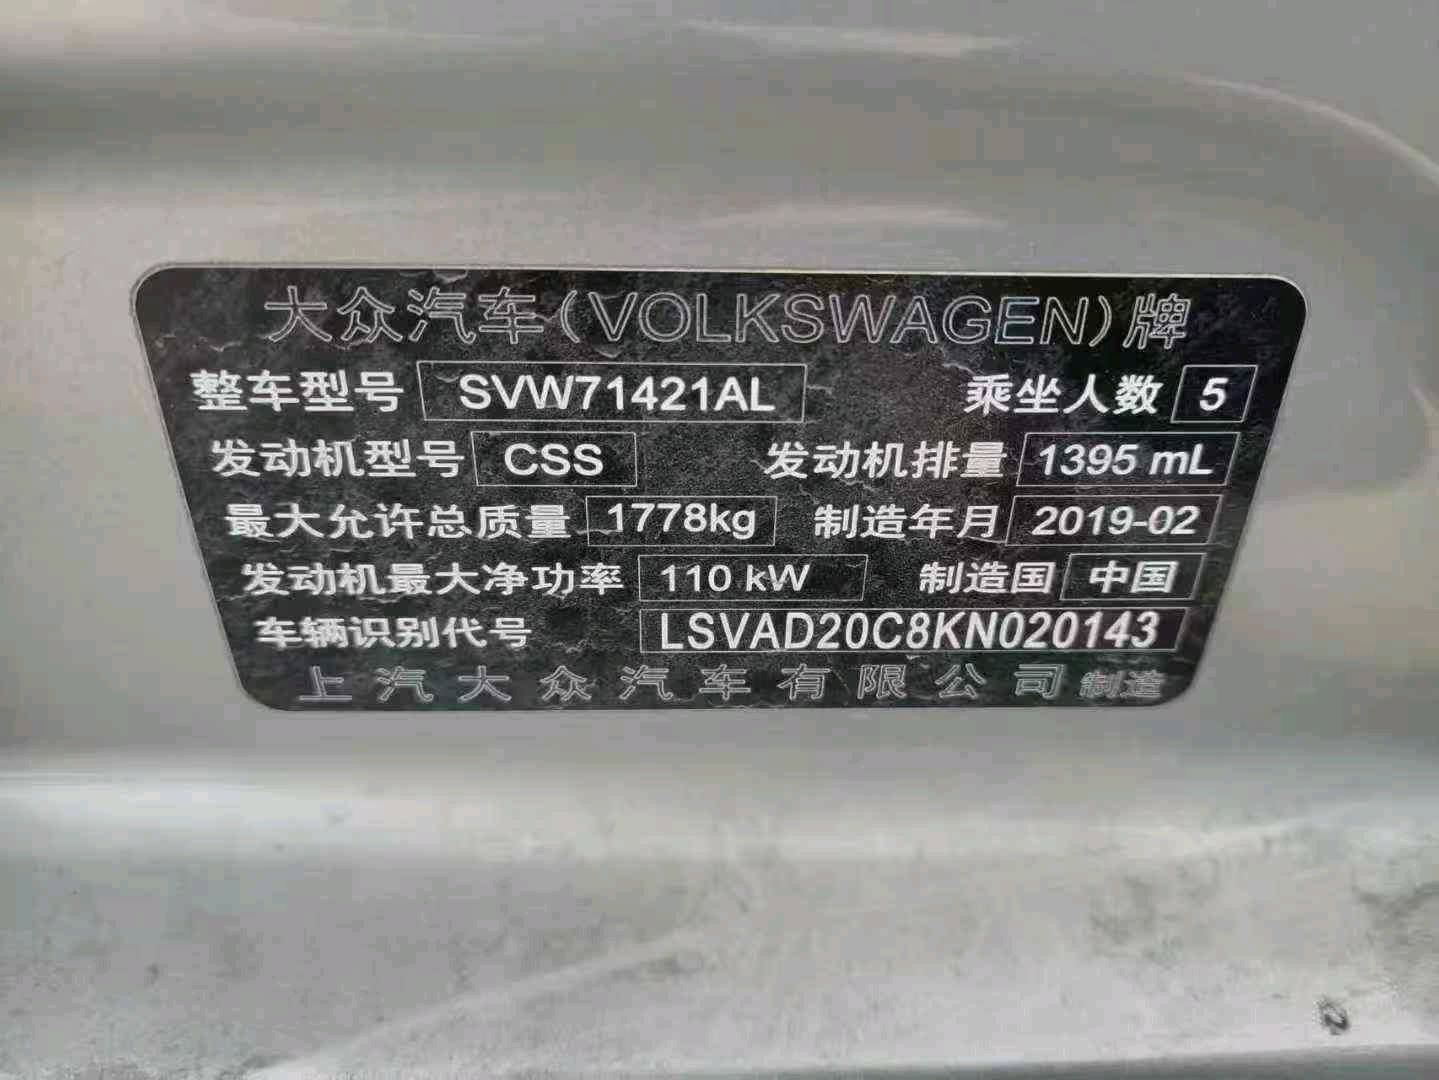 大众汽车(VOLKSWAGEN)牌
整车型号 SVW71421AL 乘坐人数 5
发动机型号 CSS 发动机排量 1395 mL
最大允许总质量 1778kg 制造年月 2019-02
发动机最大净功率 110 kW 制造国 中国
车辆识别代号 LSVAD20C8KN020143
上汽大众汽车有限公司 制造